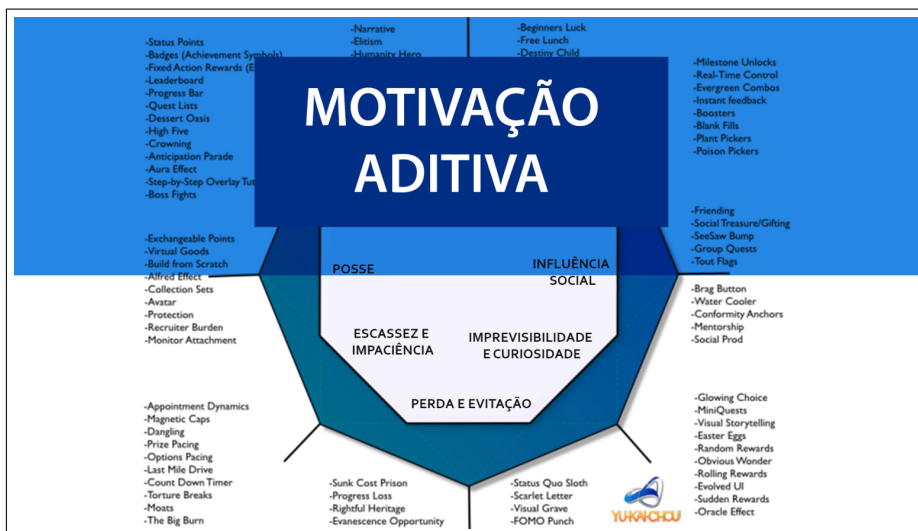 -Narrative
-Elitism
-Humanity Hero
-Beginners Luck
-Free Lunch
-Destiny Child
-Status Points
-Badges (Achievement Symbols)
-Fixed Action Rewards (E
-Leaderboard
-Progress Bar
-Quest Lists
-Dessert Oasis
-High Five
-Crowning
-Anticipation Parade
-Aura Effect
-Step-by-Step Overlay Tut
-Boss Fights
MOTIVAÇÃO
ADITIVA
-Milestone Unlocks
-Real-Time Control
-Evergreen Combos
-Instant feedback
-Boosters
-Blank Fills
-Plant Pickers
-Poison Pickers
-Exchangeable Points
-Virtual Goods
-Build from Scratch
-Alfred Effect
-Collection Sets
-Avatar
-Protection
-Recruiter Burden
-Monitor Attachment
POSSE
INFLUÊNCIA
SOCIAL
-Friending
-Social Treasure/Gifting
-SeeSaw Bump
-Group Quests
-Tout Flags
-Brag Button
-Water Cooler
-Conformity Anchors
-Mentorship
-Social Prod
ESCASSEZ E
IMPACIÊNCIA
IMPREVISIBILIDADE
E CURIOSIDADE
PERDA E EVITAÇÃO
-Appointment Dynamics
-Magnetic Caps
-Dangling
-Prize Pacing
-Options Pacing
-Last Mile Drive
-Count Down Timer
-Torture Breaks
-Moats
-The Big Burn
-Sunk Cost Prison
-Progress Loss
-Rightful Heritage
-Evanescence Opportunity
-Status Quo Sloth
-Scarlet Letter
-Visual Grave
-FOMO Punch
YU-KAI CHOU
-Glowing Choice
-MiniQuests
-Visual Storytelling
-Easter Eggs
-Random Rewards
-Obvious Wonder
-Rolling Rewards
-Evolved UI
-Sudden Rewards
-Oracle Effect